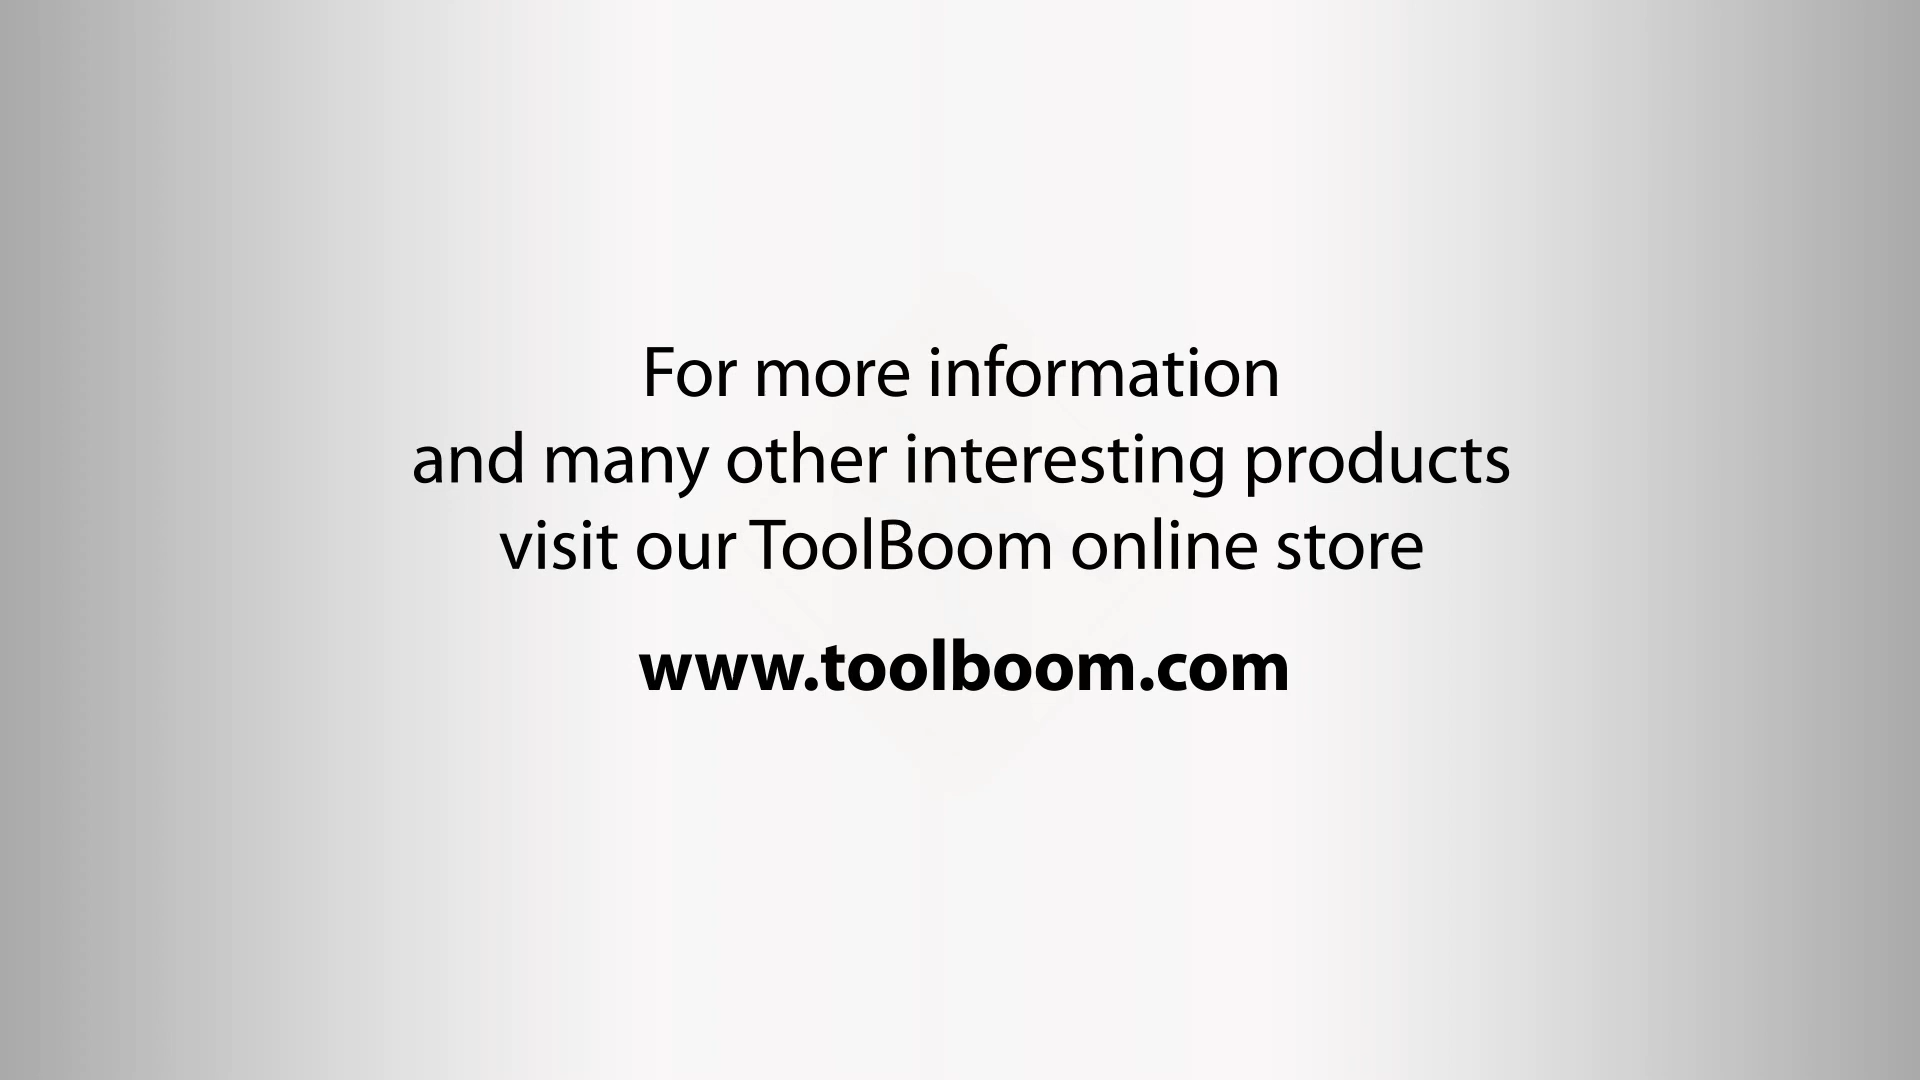 For more information
and many other interesting products
visit our ToolBoom online store
www.toolboom.com